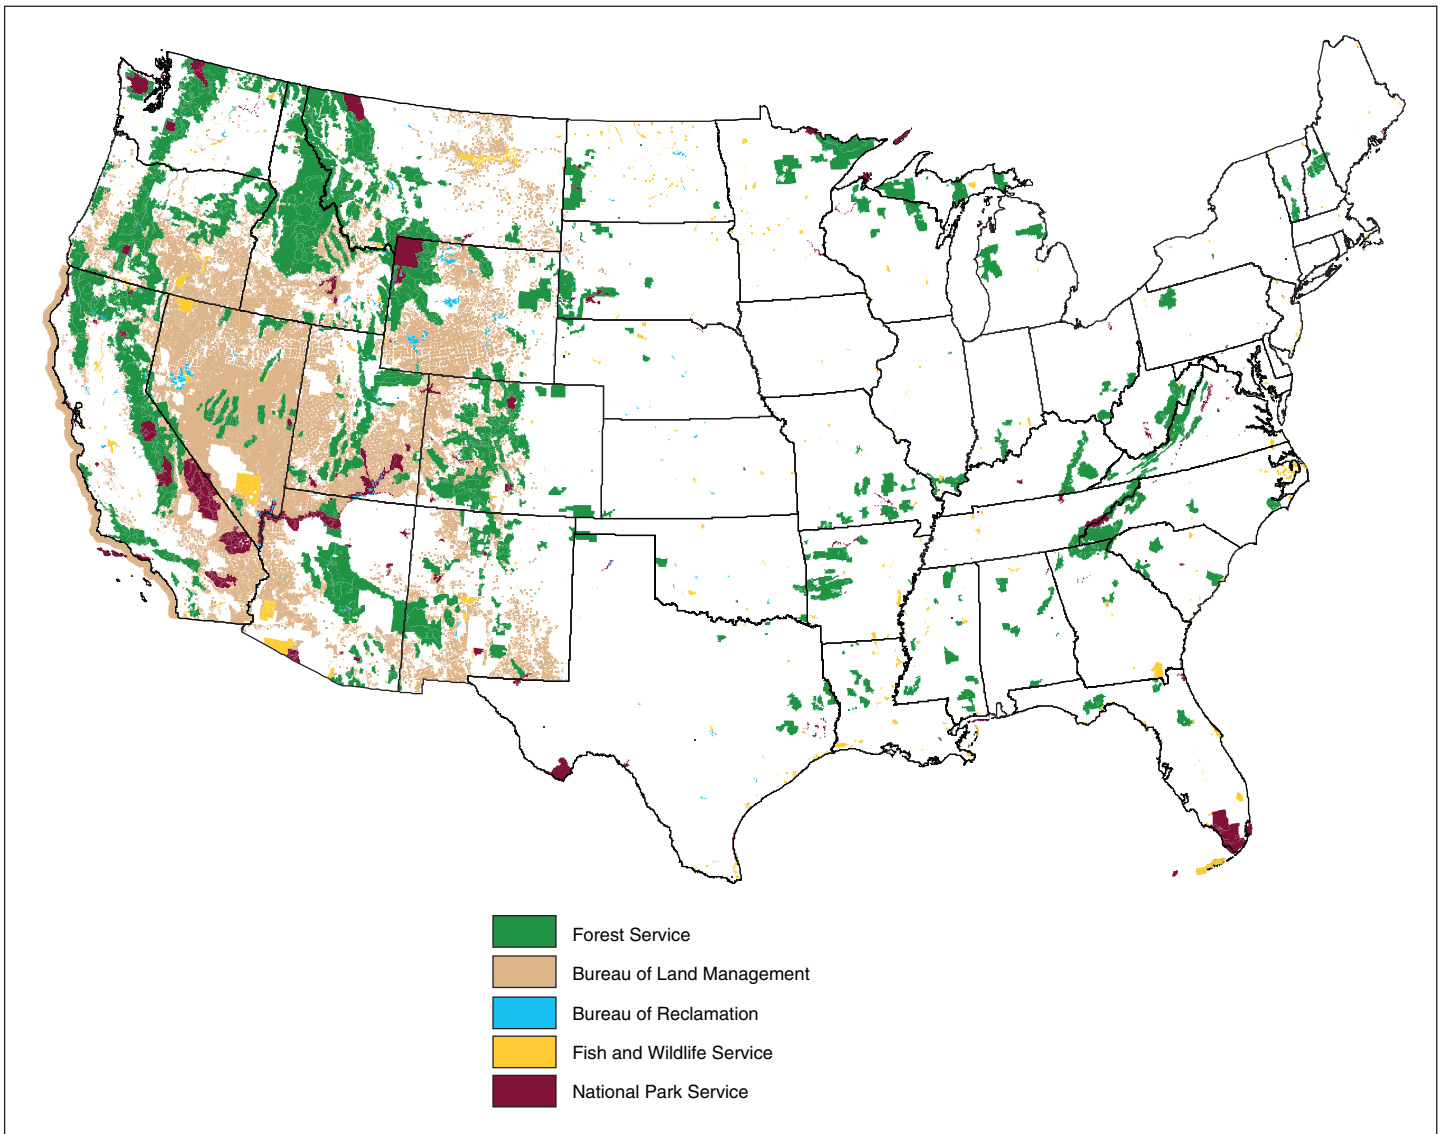 Forest Service
Bureau of Land Management
Bureau of Reclamation
Fish and Wildlife Service
National Park Service